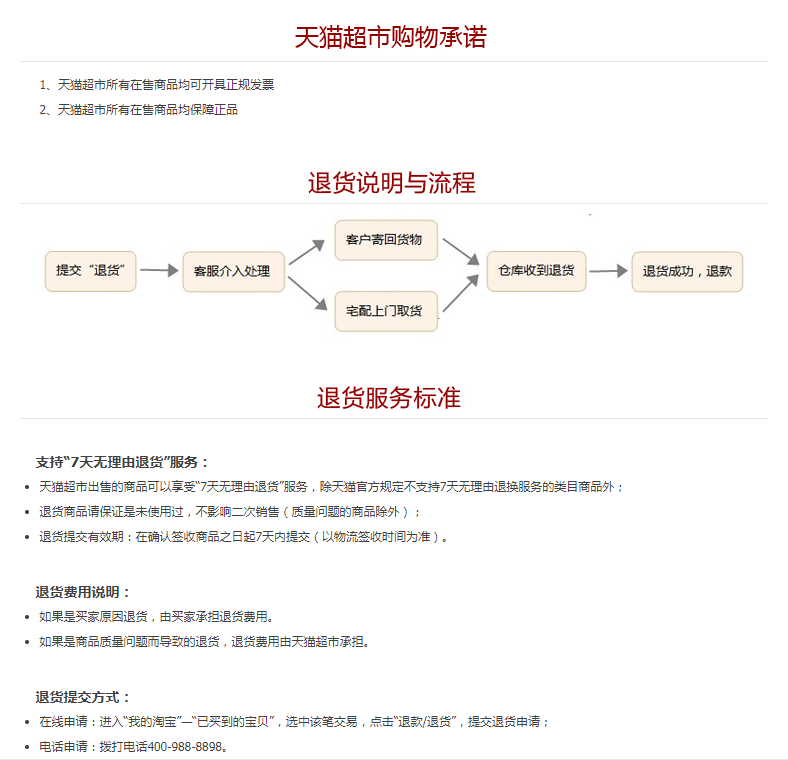 天猫超市购物承诺
1、天猫超市所有在售商品均可开具正规发票
2、天猫超市所有在售商品均保障正品
退货说明与流程
提交“退货”
客服介入处理
客户寄回货物
宅配上门取货
仓库收到退货
退货成功，退款
退货服务标准
支持“7天无理由退货”服务：
• 天猫超市出售的商品可以享受“7天无理由退货”服务，除天猫官方规定不支持7天无理由退换服务的类目商品外；
• 退货商品请保证是未使用过，不影响二次销售（质量问题的商品除外）；
• 退货提交有效期：在确认签收商品之日起7天内提交（以物流签收时间为准）。
退货费用说明：
• 如果是买家原因退货，由买家承担退货费用。
• 如果是商品质量问题而导致的退货，退货费用由天猫超市承担。
退货提交方式：
• 在线申请：进入“我的淘宝”—“已买到的宝贝”，选中该笔交易，点击“退款/退货”，提交退货申请；
• 电话申请：拨打电话400-988-8898。